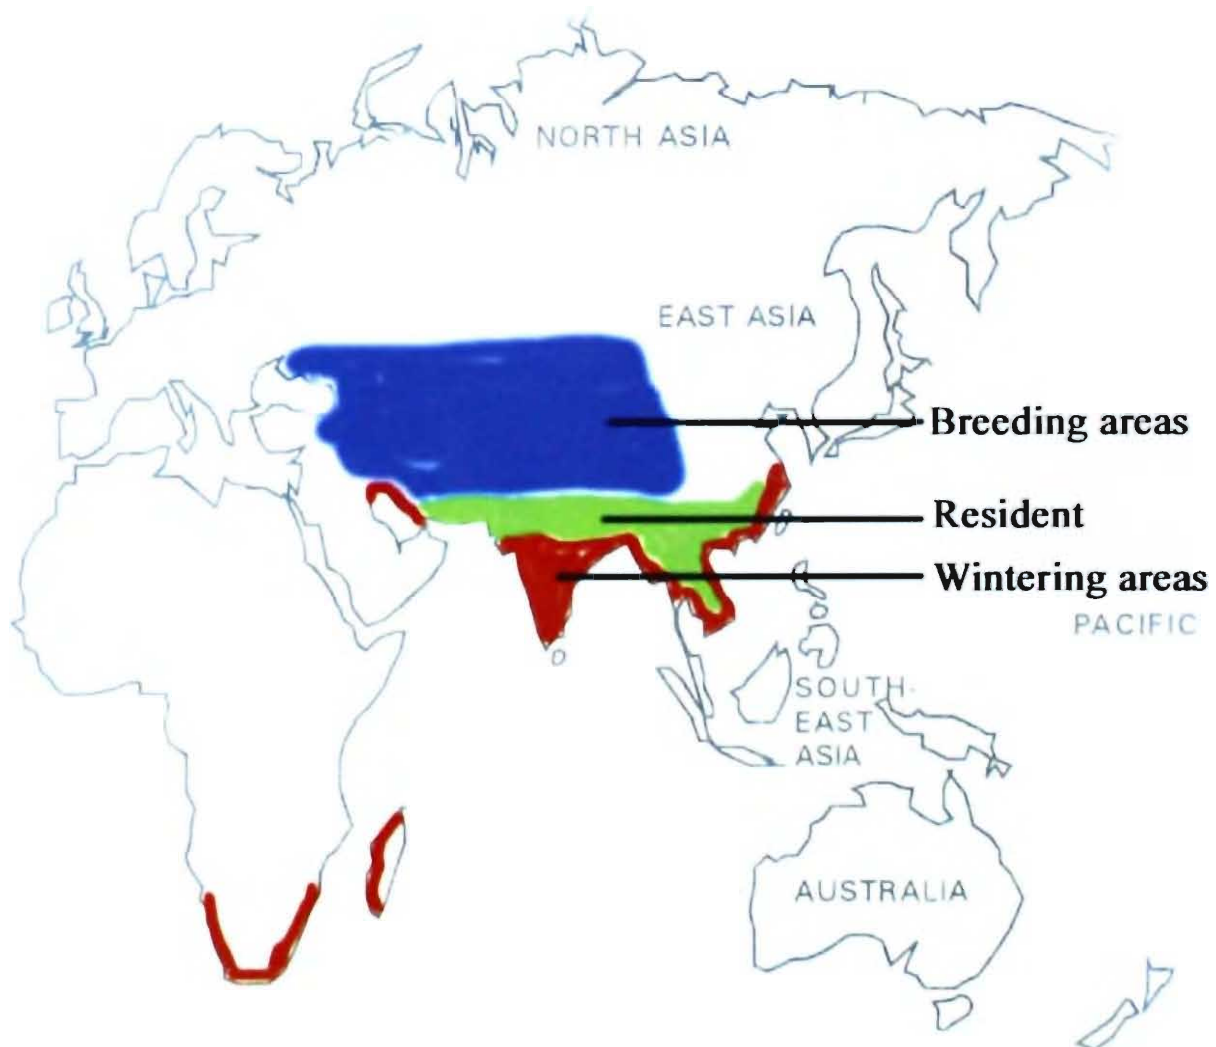 NORTH ASIA
EAST ASIA
Breeding areas
Resident
Wintering areas
PACIFIC
SOUTH-
EAST
ASIA
AUSTRALIA